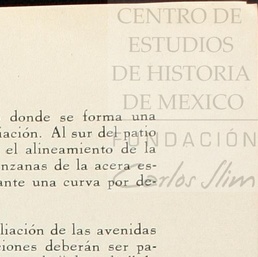 CENTRO DE
ESTUDIOS
DE HISTORIA
DE MEXICO
FUNDACIÓN
Carlos Slim
donde se forma una
iación. Al sur del patio
el alineamiento de la
nzanas de la acera es-
ante una curva por de-
liación de las avenidas
ciones deberán ser pa-